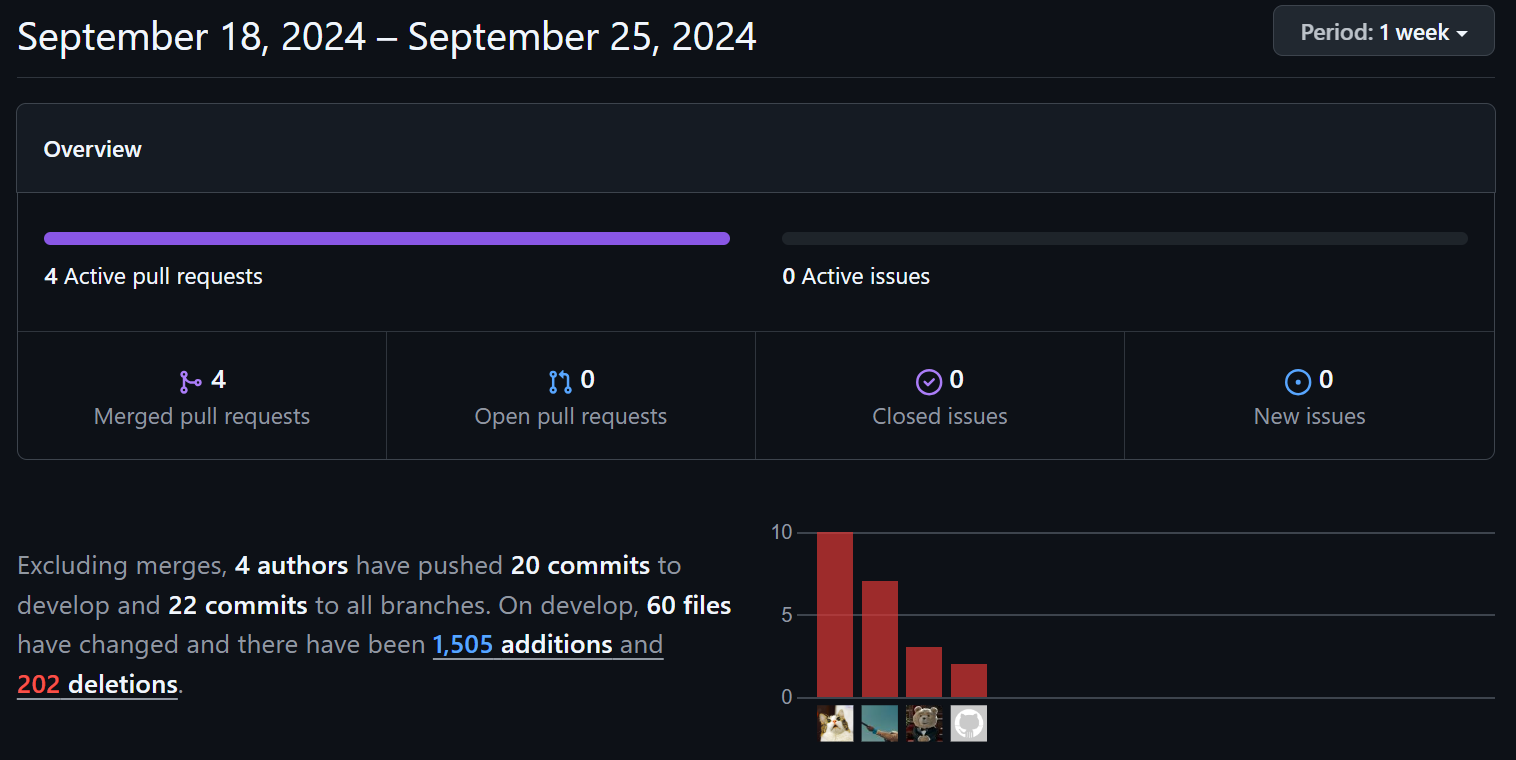 September 18, 2024 – September 25, 2024
Period: 1 week
Overview
4 Active pull requests
0 Active issues
4
Merged pull requests
0
Open pull requests
0
Closed issues
0
New issues
Excluding merges, 4 authors have pushed 20 commits to
develop and 22 commits to all branches. On develop, 60 files
have changed and there have been 1,505 additions and
202 deletions.
10
5
0